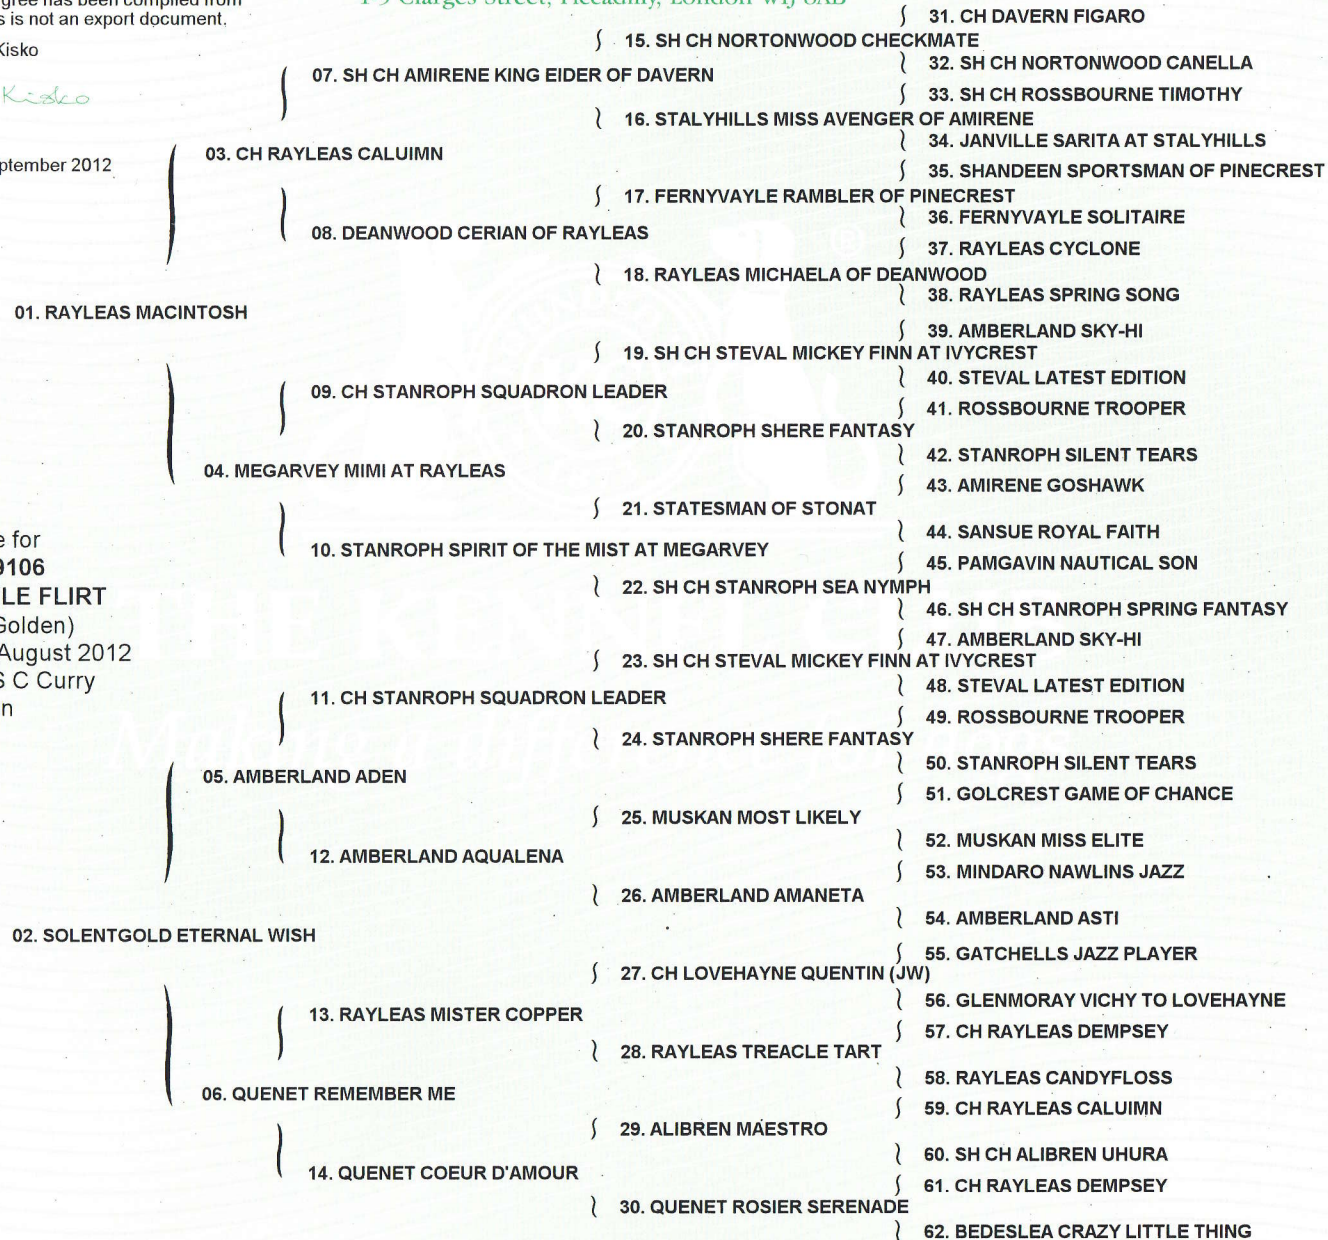 gree has been compiled from
1-5 Clarges Street, Piccadilly, London W1J 8AB
s is not an export document.
31. CH DAVERN FIGARO
15. SH CH NORTONWOOD CHECKMATE
Kisko
32. SH CH NORTONWOOD CANELLA
07. SH CH AMIRENE KING EIDER OF DAVERN
Kisko
33. SH CH ROSSBOURNE TIMOTHY
16. STALYHILLS MISS AVENGER OF AMIRENE
34. JANVILLE SARITA AT STALYHILLS
03. CH RAYLEAS CALUIMN
ptember 2012
35. SHANDEEN SPORTSMAN OF PINECREST
17. FERNYVAYLE RAMBLER OF PINECREST
36. FERNYVAYLE SOLITAIRE
08. DEANWOOD CERIAN OF RAYLEAS
37. RAYLEAS CYCLONE
18. RAYLEAS MICHAELA OF DEANWOOD
38. RAYLEAS SPRING SONG
01. RAYLEAS MACINTOSH
39. AMBERLAND SKY-HI
19. SH CH STEVAL MICKEY FINN AT IVYCREST
40. STEVAL LATEST EDITION
09. CH STANROPH SQUADRON LEADER
41. ROSSBOURNE TROOPER
20. STANROPH SHERE FANTASY
42. STANROPH SILENT TEARS
04. MEGARVEY MIMI AT RAYLEAS
43. AMIRENE GOSHAWK
21. STATESMAN OF STONAT
44. SANSUE ROYAL FAITH
e for
10. STANROPH SPIRIT OF THE MIST AT MEGARVEY
45. PAMGAVIN NAUTICAL SON
9106
22. SH CH STANROPH SEA NYMPH
LE FLIRT
46. SH CH STANROPH SPRING FANTASY
Golden)
THE KENNEL CLUB
47. AMBERLAND SKY-HI
August 2012
23. SH CH STEVAL MICKEY FINN AT IVYCREST
S C Curry
48. STEVAL LATEST EDITION
11. CH STANROPH SQUADRON LEADER
n
49. ROSSBOURNE TROOPER
24. STANROPH SHERE FANTASY
Making a difference for dogs
50. STANROPH SILENT TEARS
05. AMBERLAND ADEN
51. GOLCREST GAME OF CHANCE
25. MUSKAN MOST LIKELY
52. MUSKAN MISS ELITE
12. AMBERLAND AQUALENA
53. MINDARO NAWLINS JAZZ
26. AMBERLAND AMANETA
54. AMBERLAND ASTI
02. SOLENTGOLD ETERNAL WISH
55. GATCHELLS JAZZ PLAYER
27. CH LOVEHAYNE QUENTIN (JW)
56. GLENMORAY VICHY TO LOVEHAYNE
13. RAYLEAS MISTER COPPER
57. CH RAYLEAS DEMPSEY
28. RAYLEAS TREACLE TART
58. RAYLEAS CANDYFLOSS
06. QUENET REMEMBER ME
59. CH RAYLEAS CALUIMN
29. ALIBREN MAESTRO
60. SH CH ALIBREN UHURA
14. QUENET COEUR D'AMOUR
61. CH RAYLEAS DEMPSEY
30. QUENET ROSIER SERENADE
62. BEDESLEA CRAZY LITTLE THING